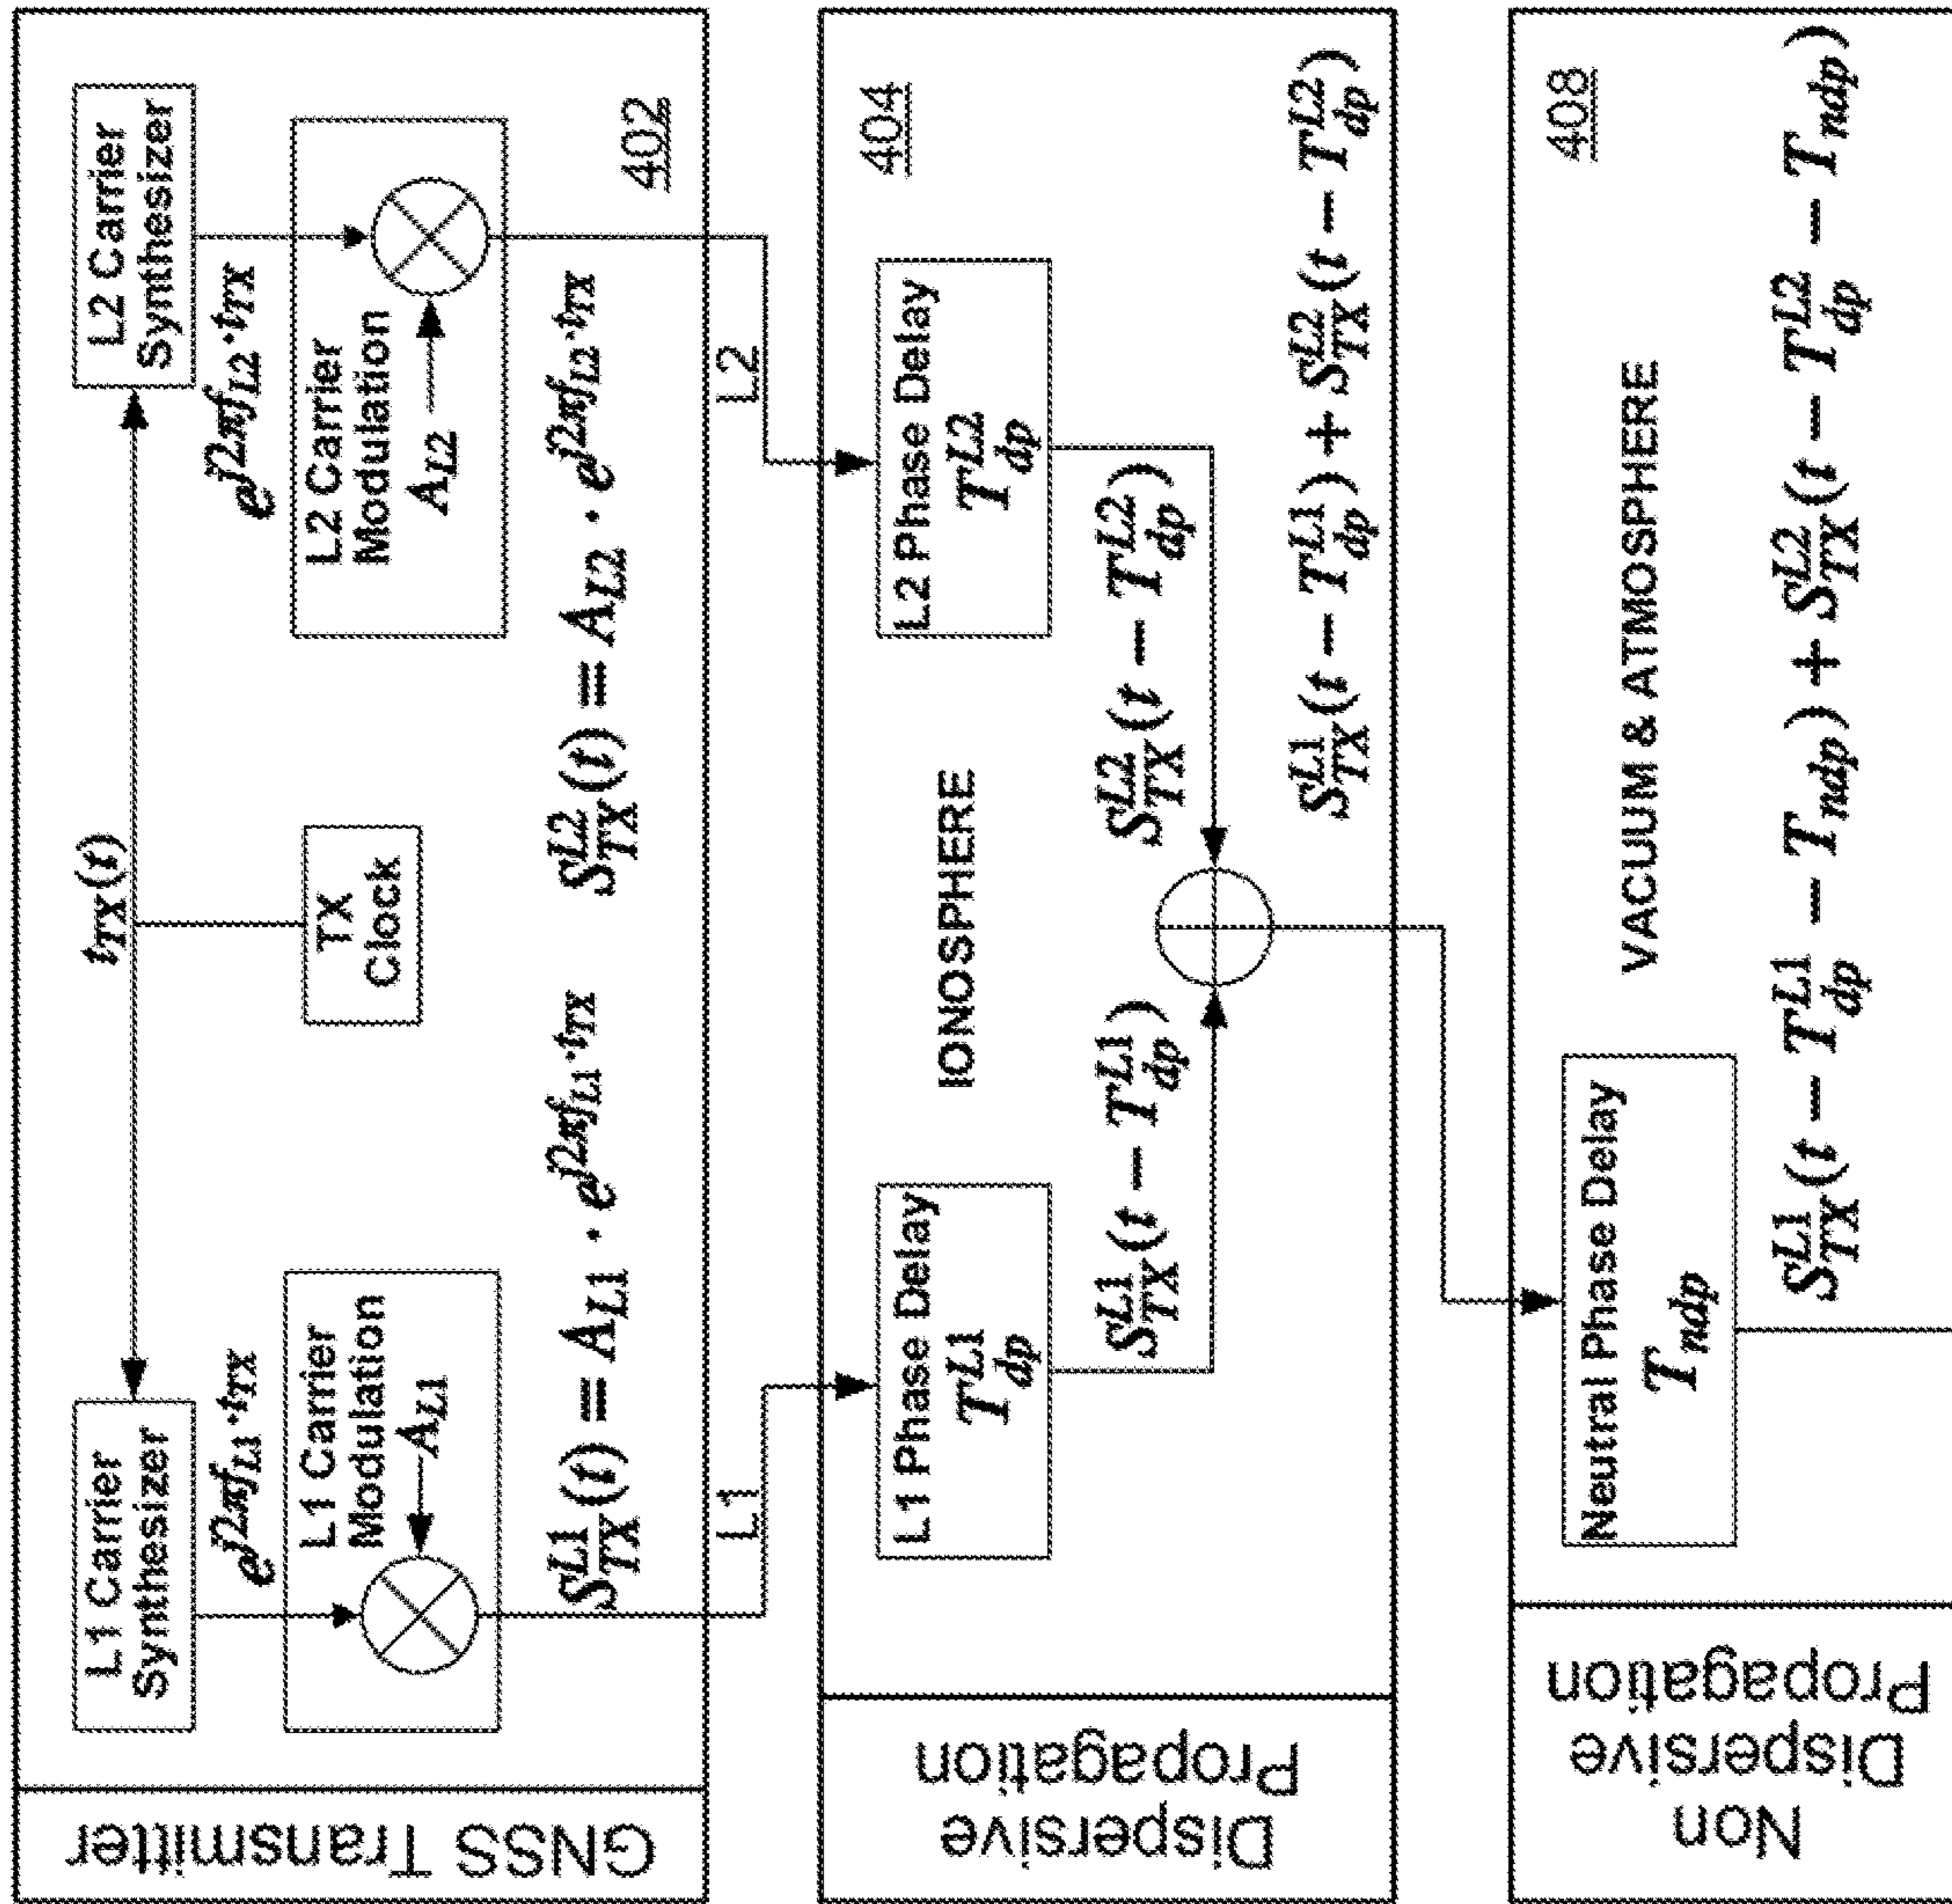 GNSS Transmitter
t_TX(t)
L1 Carrier
Synthesizer
L2 Carrier
Synthesizer
TX
Clock
e^{j2πf_{L1}·t_{TX}}
e^{j2πf_{L2}·t_{TX}}
L1 Carrier
Modulation
A_{L1}
L2 Carrier
Modulation
A_{L2}
S_{TX}^{L1}(t) = A_{L1} · e^{j2πf_{L1}·t_{TX}}
S_{TX}^{L2}(t) = A_{L2} · e^{j2πf_{L2}·t_{TX}}
402
L1
L2
Dispersive
Propagation
404
L1 Phase Delay
T_{dp}^{L1}
L2 Phase Delay
T_{dp}^{L2}
IONOSPHERE
S_{TX}^{L1}(t − T_{dp}^{L1})
S_{TX}^{L2}(t − T_{dp}^{L2})
S_{TX}^{L1}(t − T_{dp}^{L1}) + S_{TX}^{L2}(t − T_{dp}^{L2})
Non
Dispersive
Propagation
408
Neutral Phase Delay
T_{ndp}
VACUUM & ATMOSPHERE
S_{TX}^{L1}(t − T_{dp}^{L1} − T_{ndp}) + S_{TX}^{L2}(t − T_{dp}^{L2} − T_{ndp})